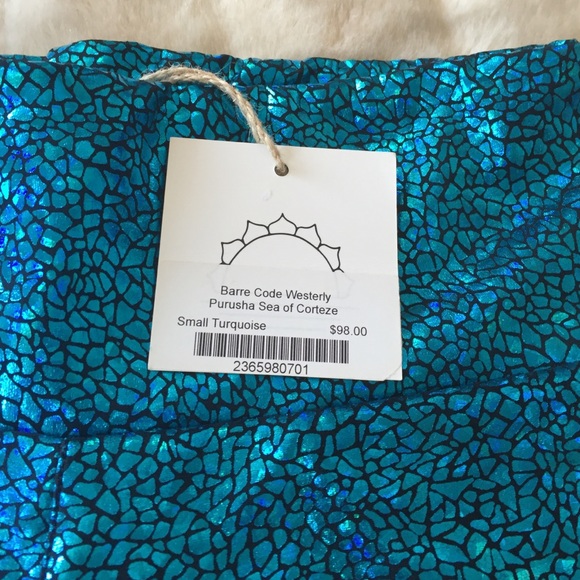 Barre Code Westerly
Purusha Sea of Corteze
Small Turquoise $98.00
2365980701